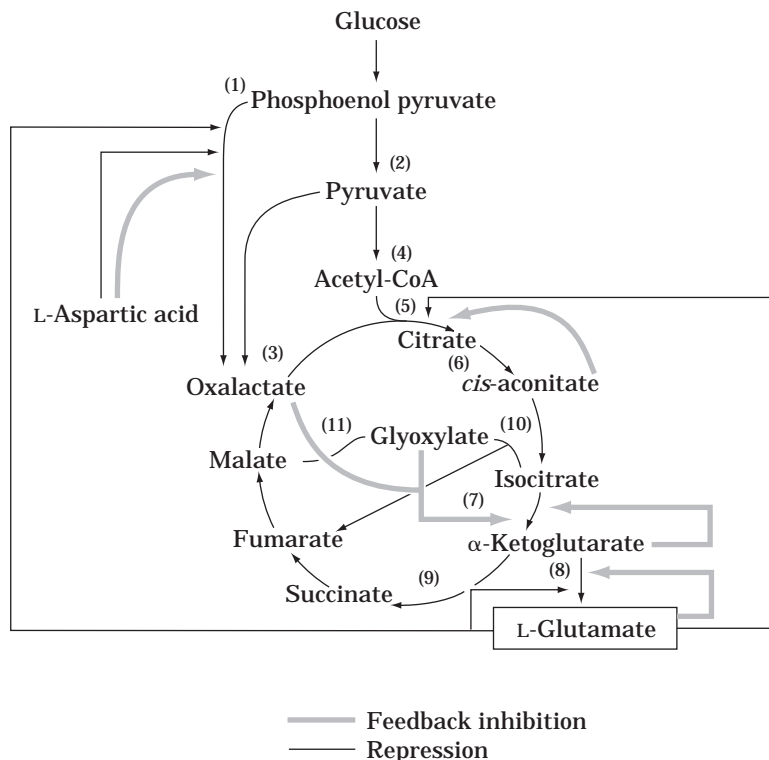 Glucose
(1)
Phosphoenol pyruvate
(2)
Pyruvate
(4)
Acetyl-CoA
L-Aspartic acid
(5)
Citrate
(3)
(6)
Oxalactate
cis-aconitate
(11)
Glyoxylate
(10)
Malate
Isocitrate
(7)
Fumarate
α-Ketoglutarate
(8)
(9)
Succinate
L-Glutamate
Feedback inhibition
Repression